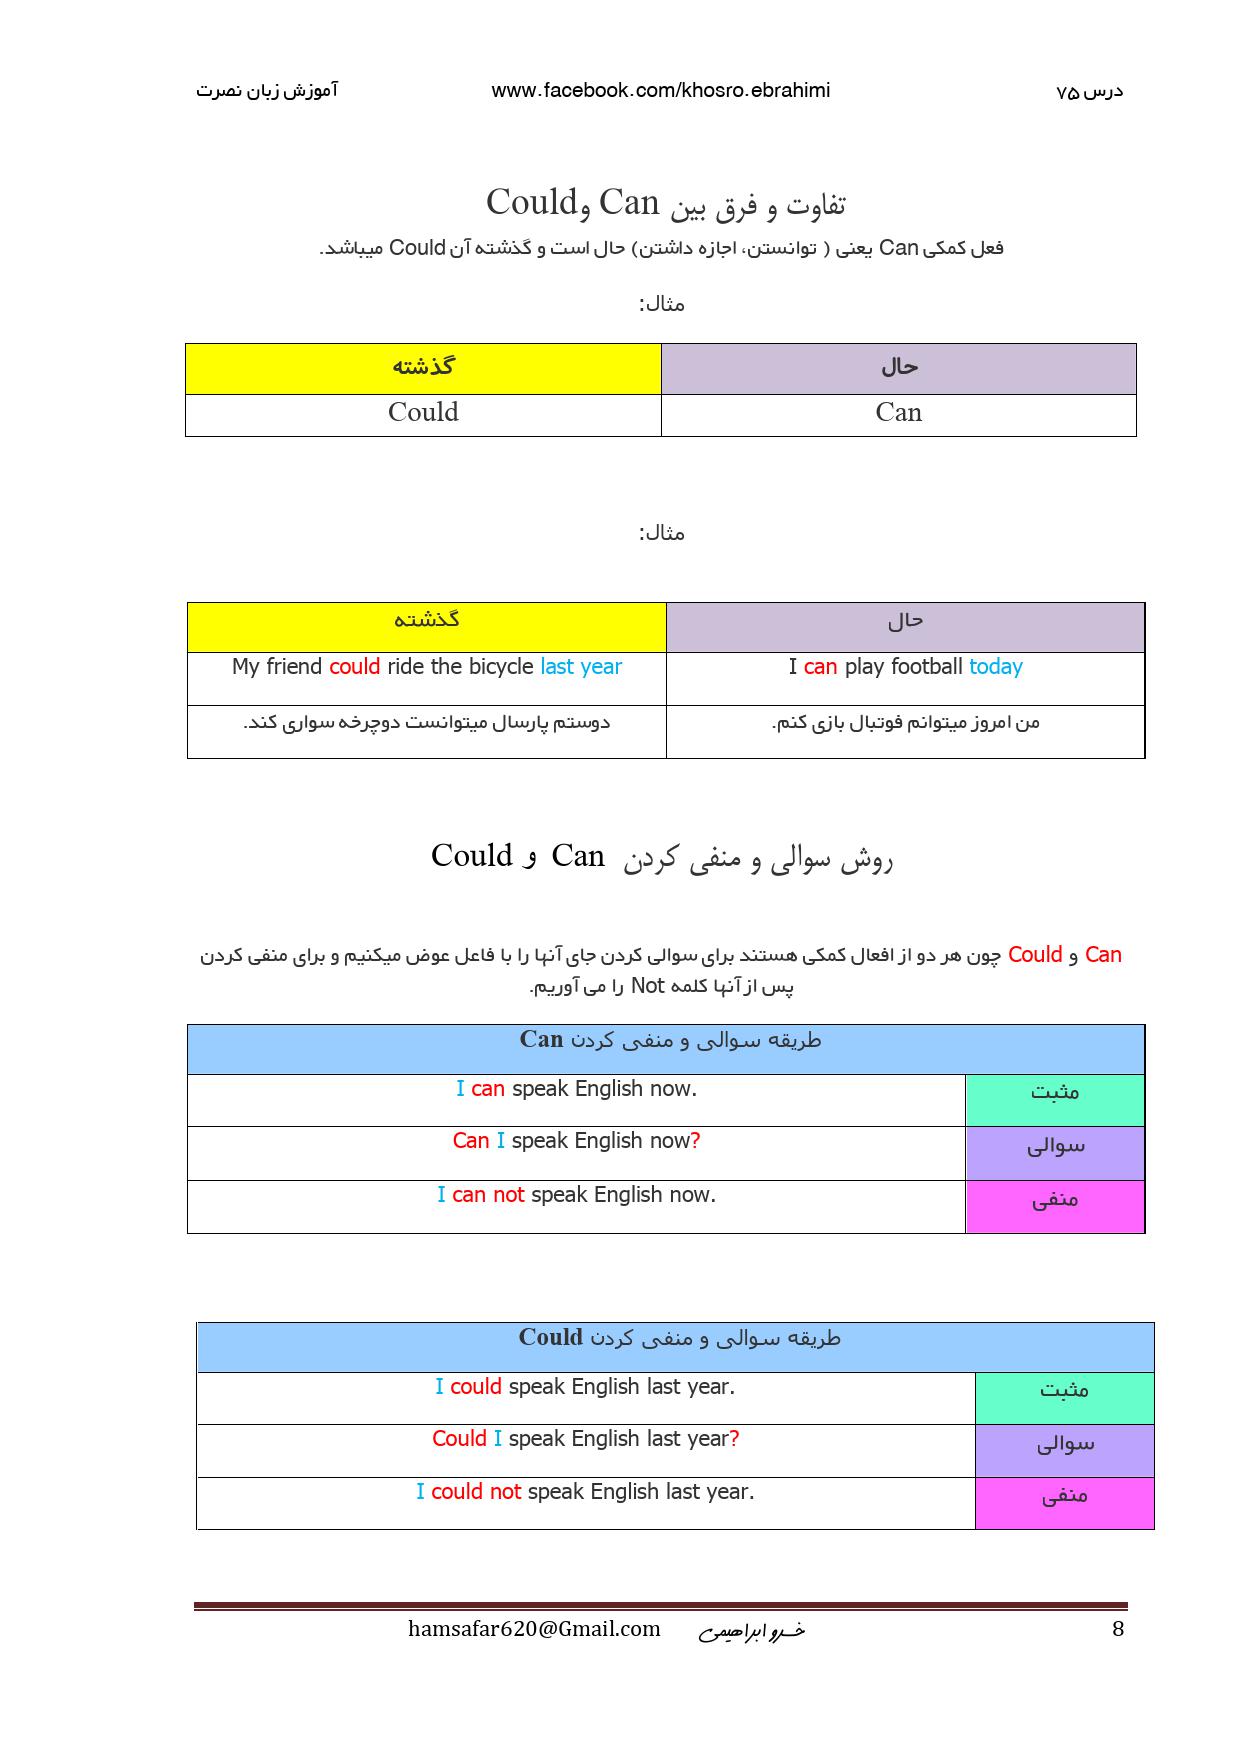 درس ۷۵ www.facebook.com/khosro.ebrahimi آموزش زبان نصرت
تفاوت و فرق بین Can وCould
فعل کمکی Can یعنی ( توانستن، اجازه داشتن) حال است و گذشته آن Could میباشد.
مثال:
حال گذشته
Can Could
مثال:
حال گذشته
I can play football today My friend could ride the bicycle last year
من امروز میتوانم فوتبال بازی کنم. دوستم پارسال میتوانست دوچرخه سواری کند.
روش سوالی و منفی کردن Can و Could
Can و Could چون هر دو از افعال کمکی هستند برای سوالی کردن جای آنها را با فاعل عوض میکنیم و برای منفی کردن
پس از آنها کلمه Not را می آوریم.
طریقه سوالی و منفی کردن Can
مثبت I can speak English now.
سوالی Can I speak English now?
منفی I can not speak English now.
طریقه سوالی و منفی کردن Could
مثبت I could speak English last year.
سوالی Could I speak English last year?
منفی I could not speak English last year.
8 خسرو ابراهیمی hamsafar620@Gmail.com